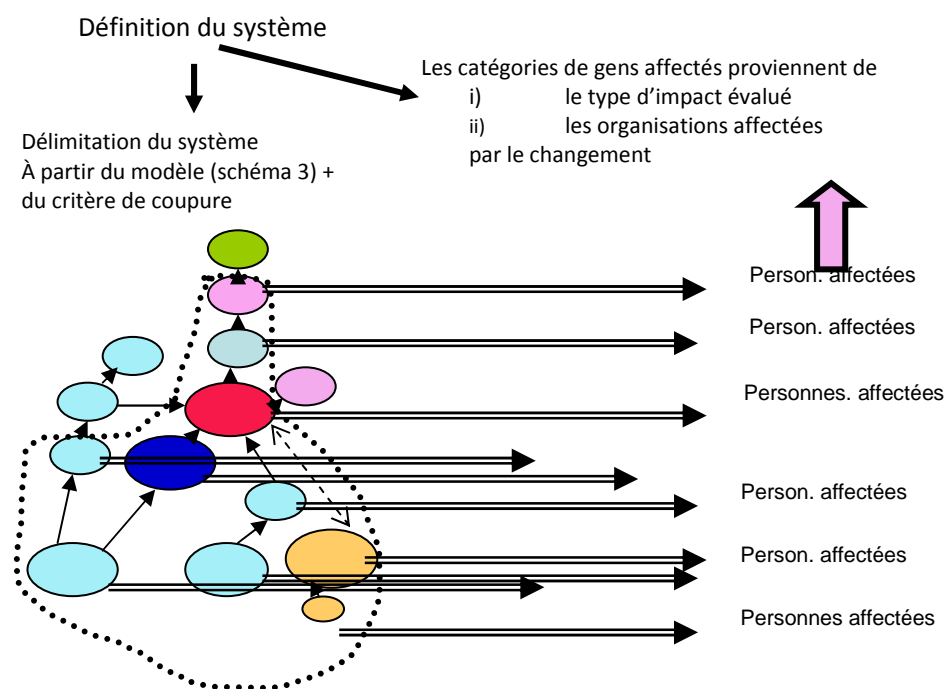 Définition du système
Les catégories de gens affectés proviennent de
i) le type d’impact évalué
ii) les organisations affectées
par le changement
Délimitation du système
À partir du modèle (schéma 3) +
du critère de coupure
Person. affectées
Person. affectées
Personnes. affectées
Person. affectées
Person. affectées
Personnes affectées